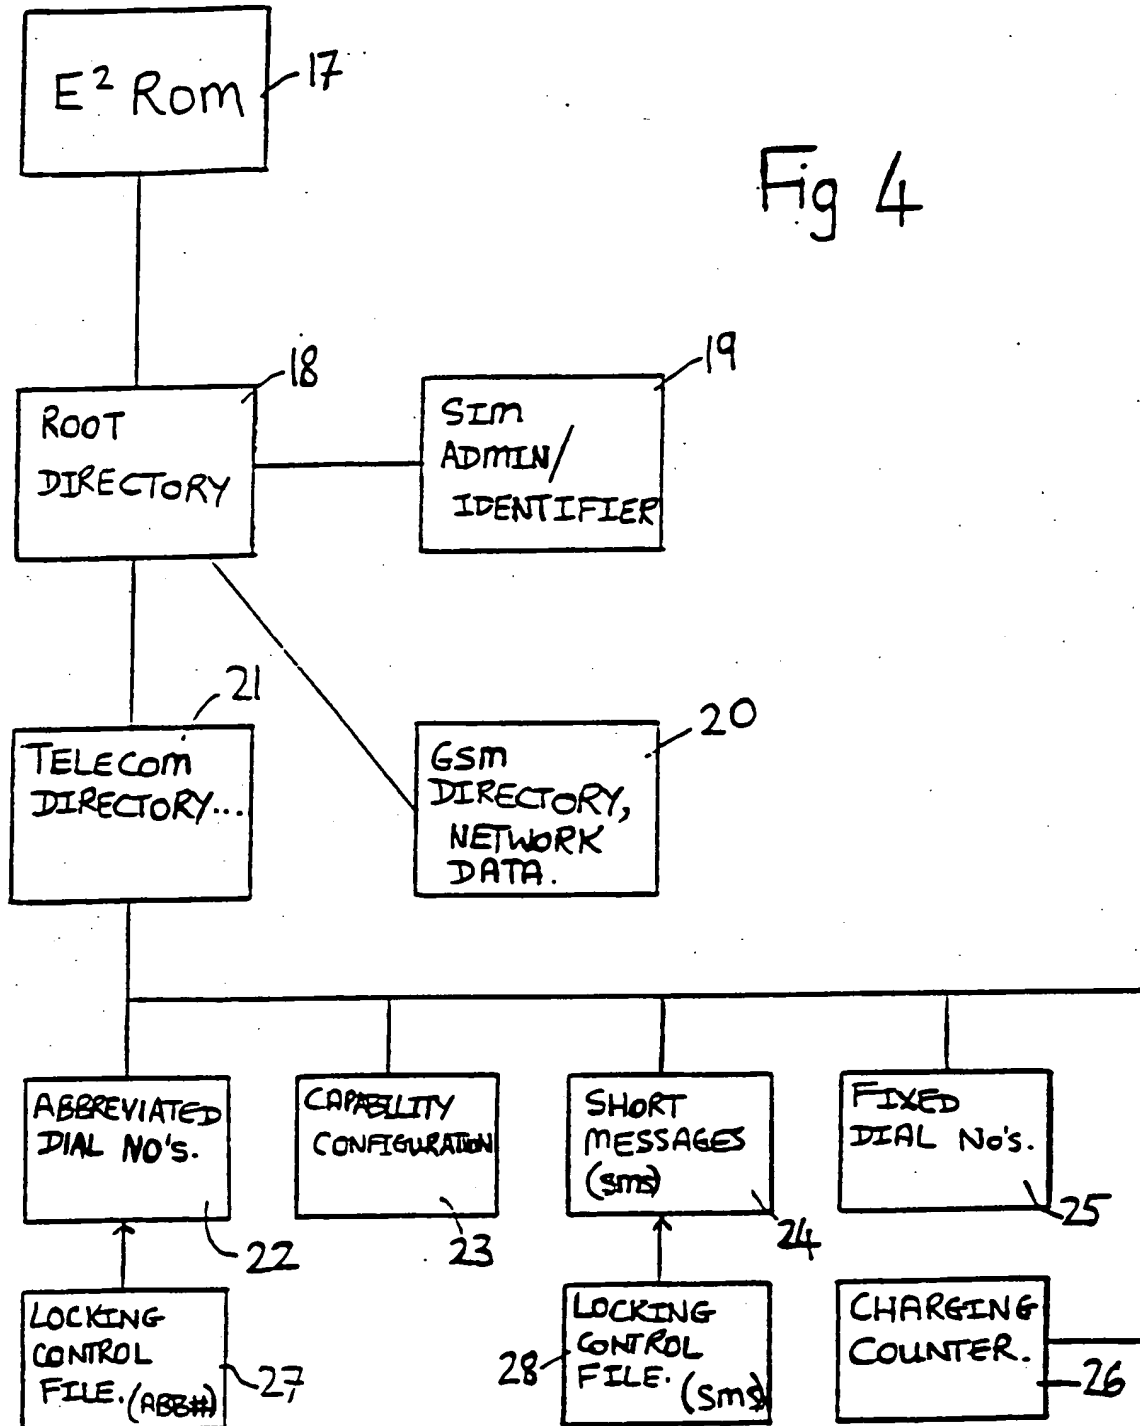 E² Rom
17
Fig 4
18
ROOT
DIRECTORY
19
SIM
ADMIN/
IDENTIFIER
21
TELECOM
DIRECTORY...
20
GSM
DIRECTORY,
NETWORK
DATA.
ABBREVIATED
DIAL NO'S.
22
CAPABILITY
CONFIGURATION
23
SHORT
MESSAGES
(SMS)
24
FIXED
DIAL No's.
25
LOCKING
CONTROL
FILE. (ABB#)
27
28
LOCKING
CONTROL
FILE. (SMS)
CHARGING
COUNTER.
26